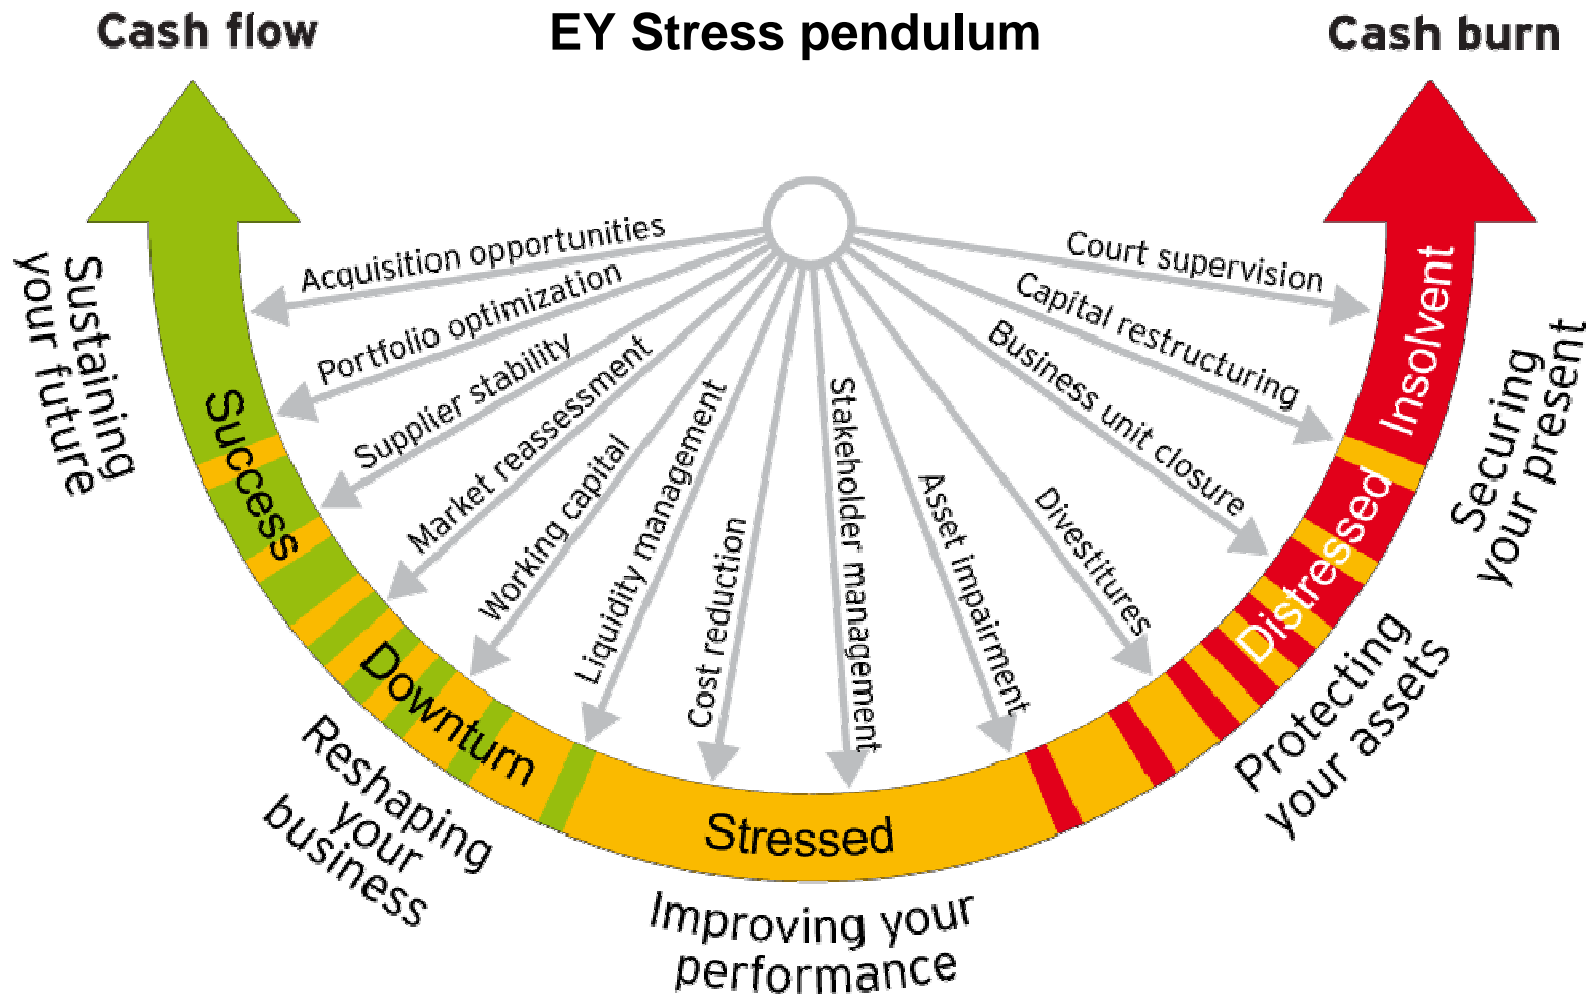 Cash flow
EY Stress pendulum
Cash burn
Acquisition opportunities
Portfolio optimization
Supplier stability
Market reassessment
Working capital
Liquidity management
Cost reduction
Stakeholder management
Asset impairment
Divestitures
Business unit closure
Capital restructuring
Court supervision
Success
Downturn
Stressed
Distressed
Insolvent
Sustaining
your future
Reshaping
your
business
Improving your
performance
Protecting
your assets
Securing
your present